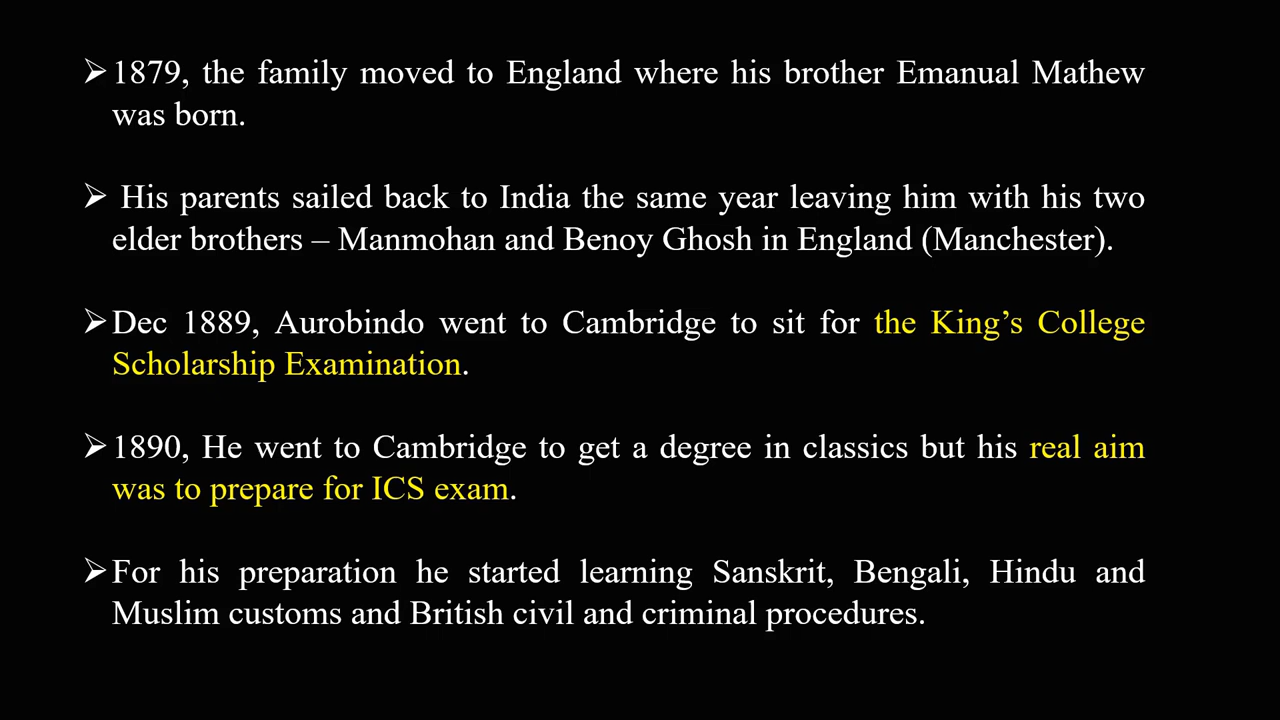 ➢1879, the family moved to England where his brother Emanual Mathew
was born.
➢ His parents sailed back to India the same year leaving him with his two
elder brothers – Manmohan and Benoy Ghosh in England (Manchester).
➢Dec 1889, Aurobindo went to Cambridge to sit for the King’s College
Scholarship Examination.
➢1890, He went to Cambridge to get a degree in classics but his real aim
was to prepare for ICS exam.
➢For his preparation he started learning Sanskrit, Bengali, Hindu and
Muslim customs and British civil and criminal procedures.